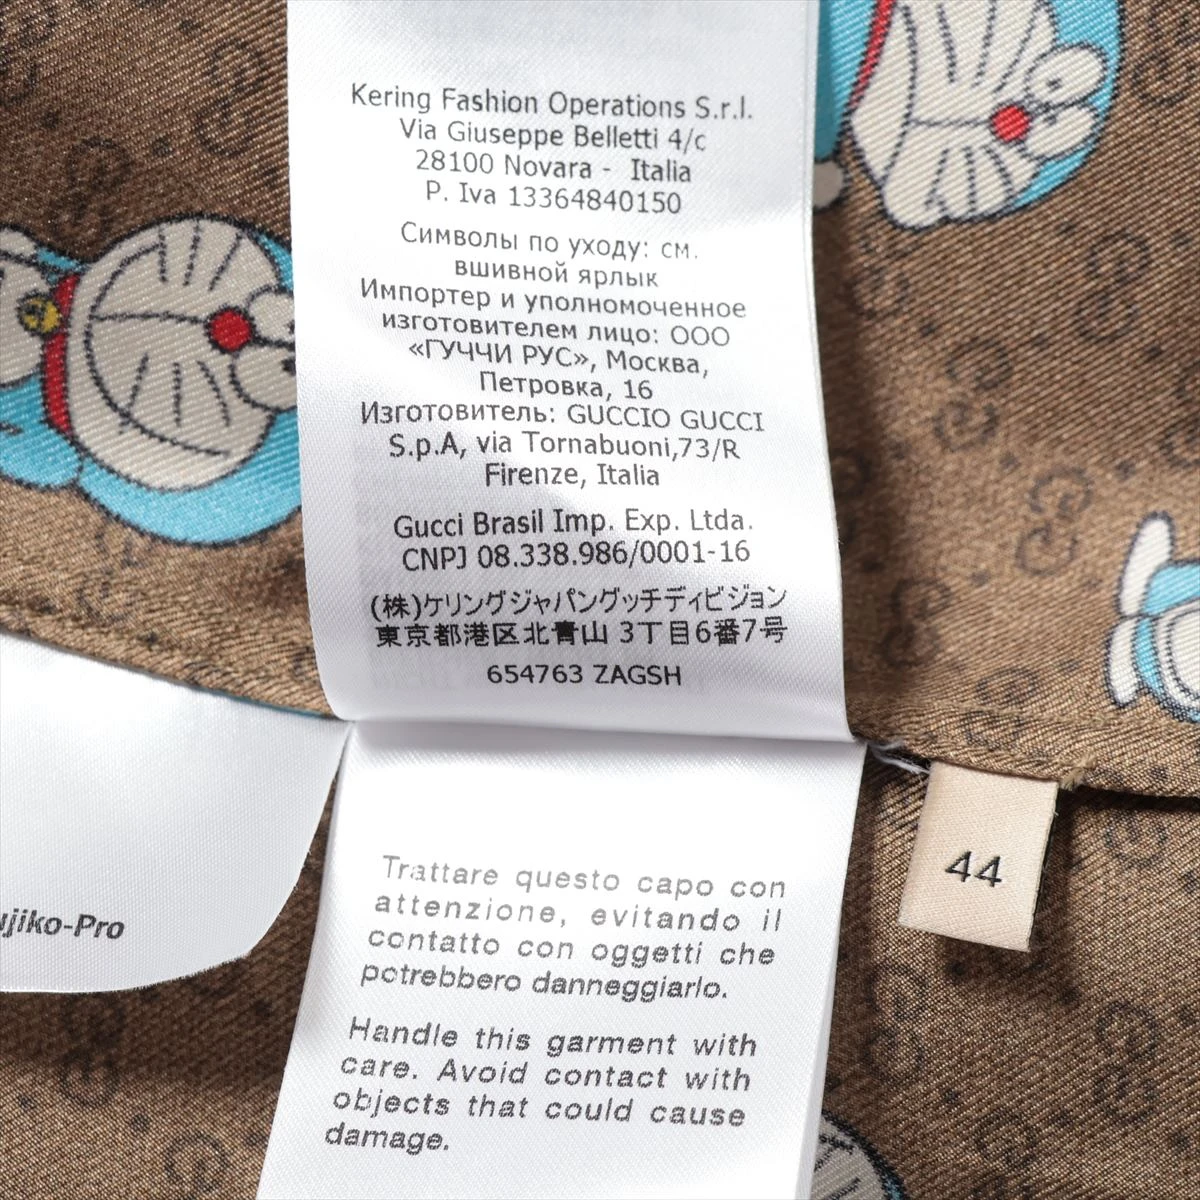 Kering Fashion Operations S.r.l.
Via Giuseppe Belletti 4/c
28100 Novara - Italia
P. Iva 13364840150
Символы по уходу: см.
вшивной ярлык
Импортер и уполномоченное
изготовителем лицо: ООО
«ГУЧЧИ РУС», Москва,
Петровка, 16
Изготовитель: GUCCIO GUCCI
S.p.A, via Tornabuoni,73/R
Firenze, Italia
Gucci Brasil Imp. Exp. Ltda.
CNPJ 08.338.986/0001-16
(株)ケリングジャパングッチディビジョン
東京都港区北青山 3丁目6番7号
654763 ZAGSH
44
Trattare questo capo con
attenzione, evitando il
contatto con oggetti che
potrebbero danneggiarlo.
Handle this garment with
care. Avoid contact with
objects that could cause
damage.
ujiko-Pro